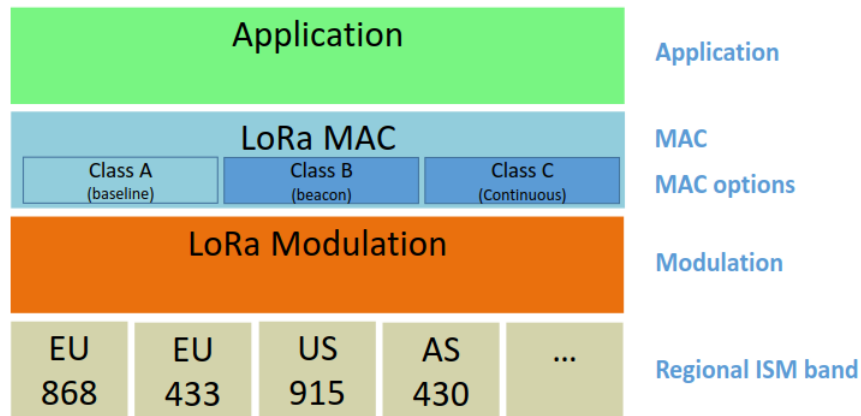 Application
Application
LoRa MAC
MAC
Class A
(baseline)
Class B
(beacon)
Class C
(Continuous)
MAC options
LoRa Modulation
Modulation
EU
868
EU
433
US
915
AS
430
...
Regional ISM band